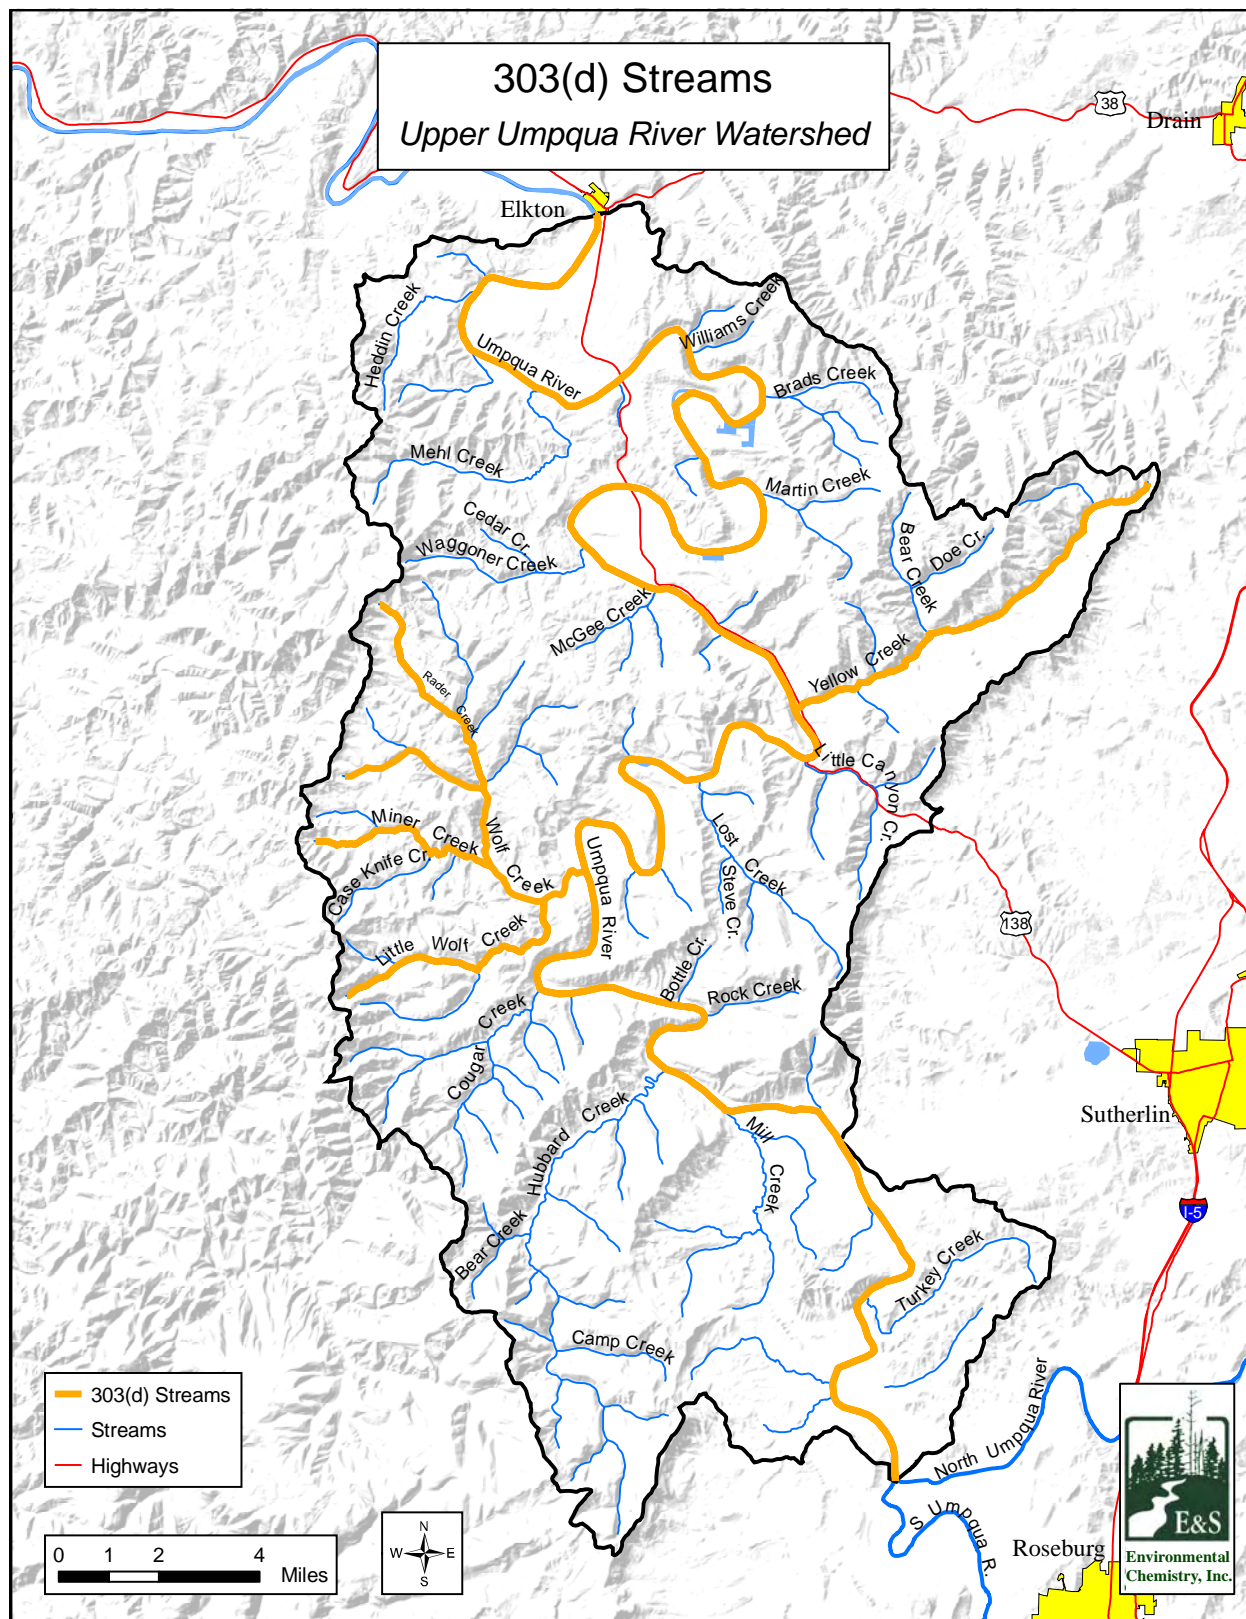 303(d) Streams
Upper Umpqua River Watershed
38
Drain
Elkton
Heddin Creek
Umpqua River
Williams Creek
Brads Creek
Mehl Creek
Martin Creek
Cedar Cr.
Waggoner Creek
Bear Creek
Doe Cr.
McGee Creek
Yellow Creek
Rader Creek
Little Canyon Cr.
Miner Creek
Wolf Creek
Case Knife Cr.
Umpqua River
Lost Creek
Steve Cr.
Little Wolf Creek
138
Bottle Cr.
Rock Creek
Cougar Creek
Sutherlin
Hubbard Creek
Mill Creek
I-5
Bear Creek
Turkey Creek
Camp Creek
303(d) Streams
Streams
Highways
North Umpqua River
S Umpqua R.
Roseburg
0 1 2 4
Miles
N
W E
S
E&S
Environmental
Chemistry, Inc.